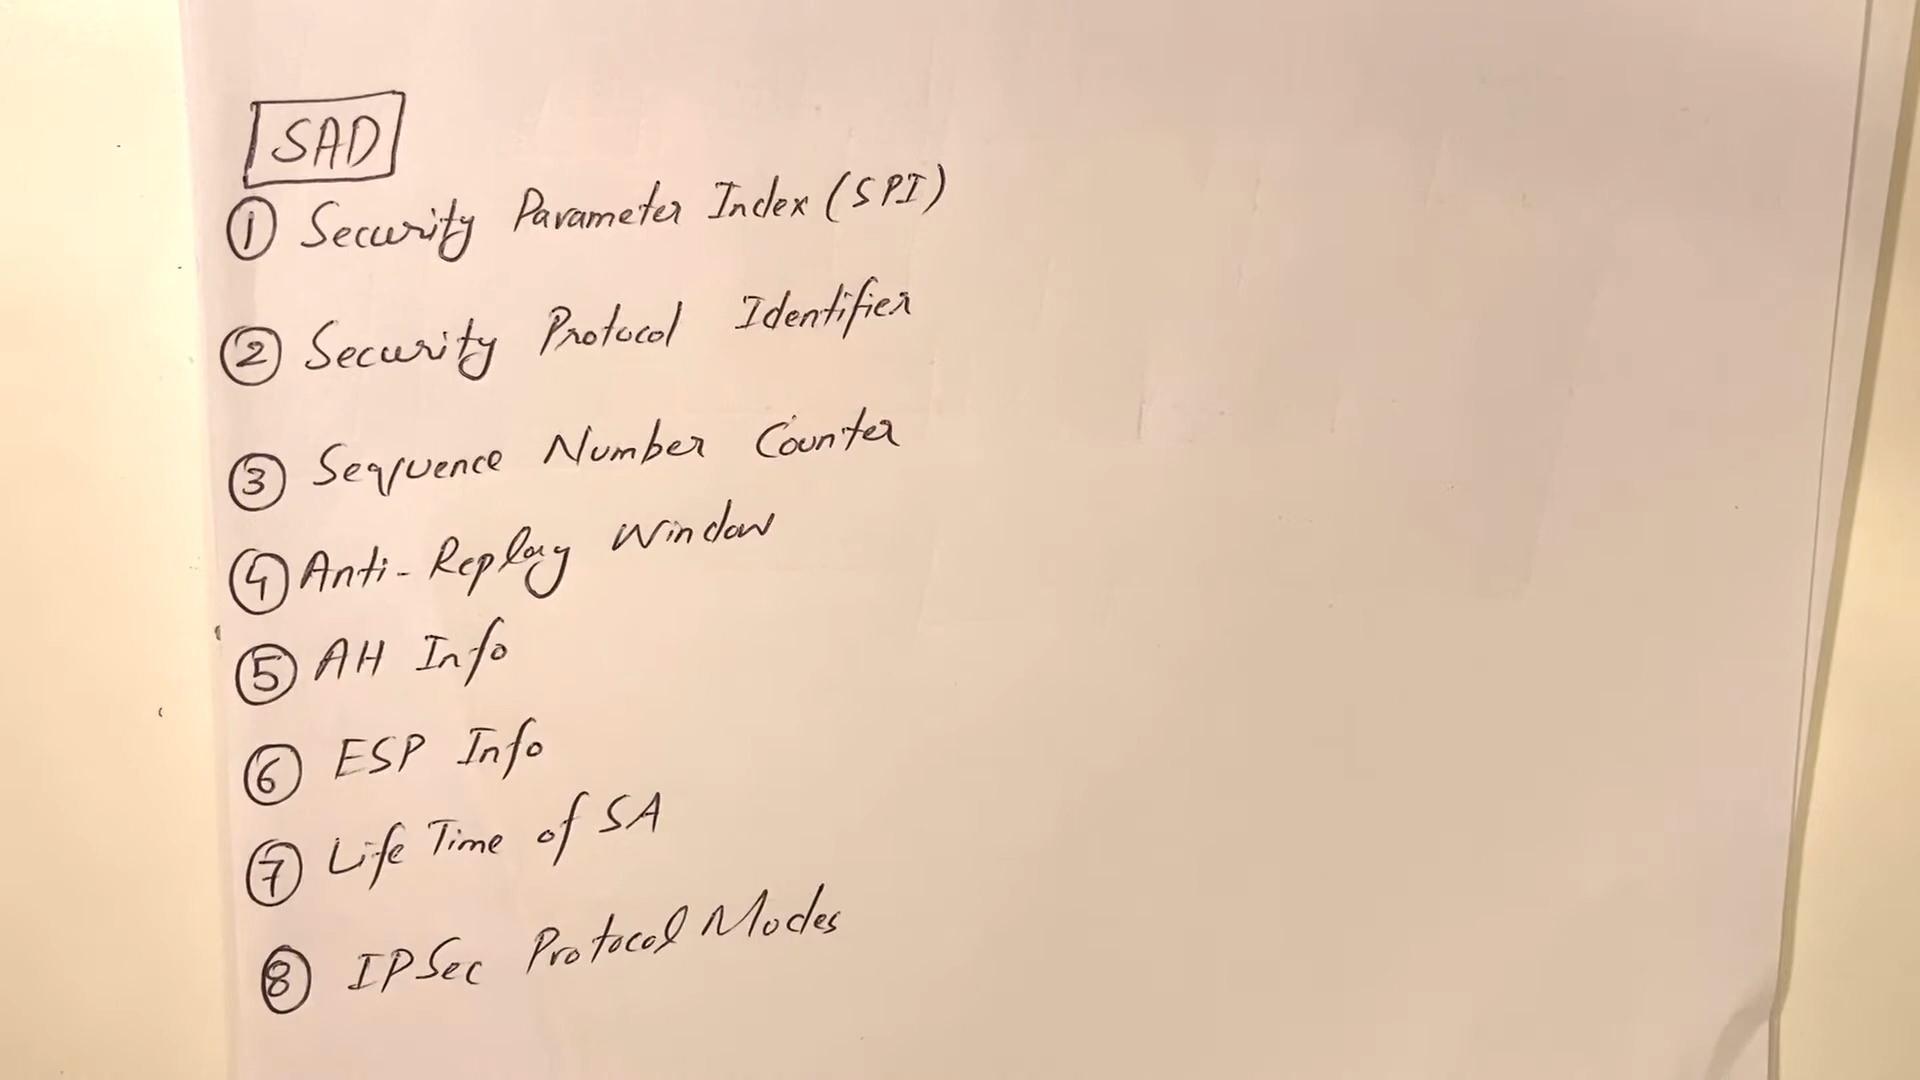 SAD
① Security Parameter Index (SPI)
② Security Protocol Identifier
③ Sequence Number Counter
④ Anti-Replay Window
⑤ AH Info
⑥ ESP Info
⑦ Life Time of SA
⑧ IPSec Protocol Modes